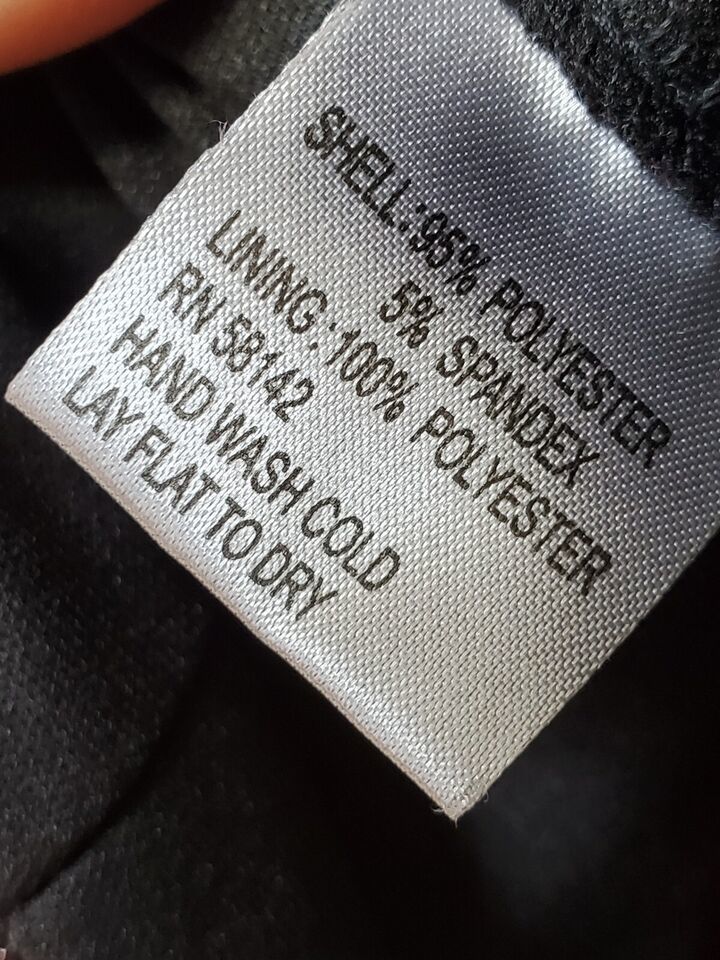 SHELL:95% POLYESTER
5% SPANDEX
LINING:100% POLYESTER
RN 58142
HAND WASH COLD
LAY FLAT TO DRY